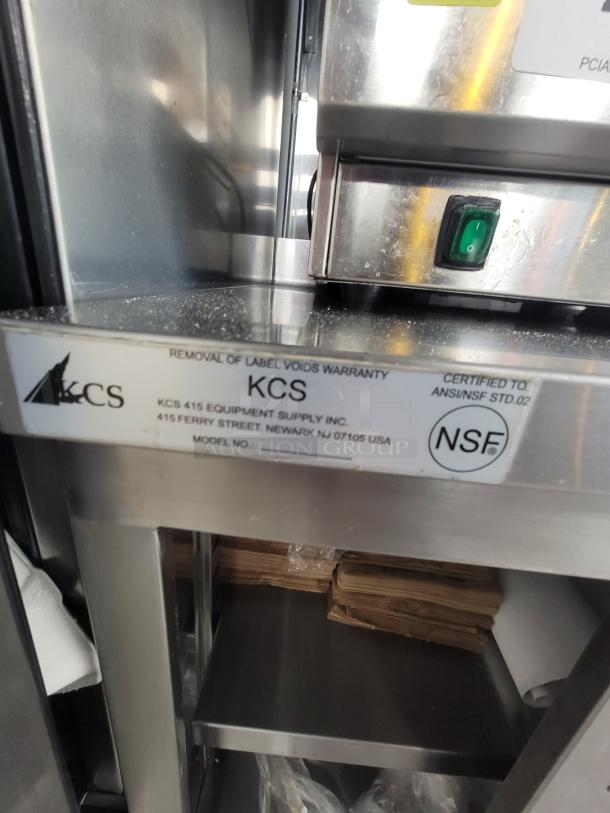 PCIA
I
O
KCS
REMOVAL OF LABEL VOIDS WARRANTY
KCS
KCS 415 EQUIPMENT SUPPLY INC.
415 FERRY STREET, NEWARK NJ 07105 USA
MODEL NO.
CERTIFIED TO
ANSI/NSF STD.02
NSF®
AUCTION GROUP